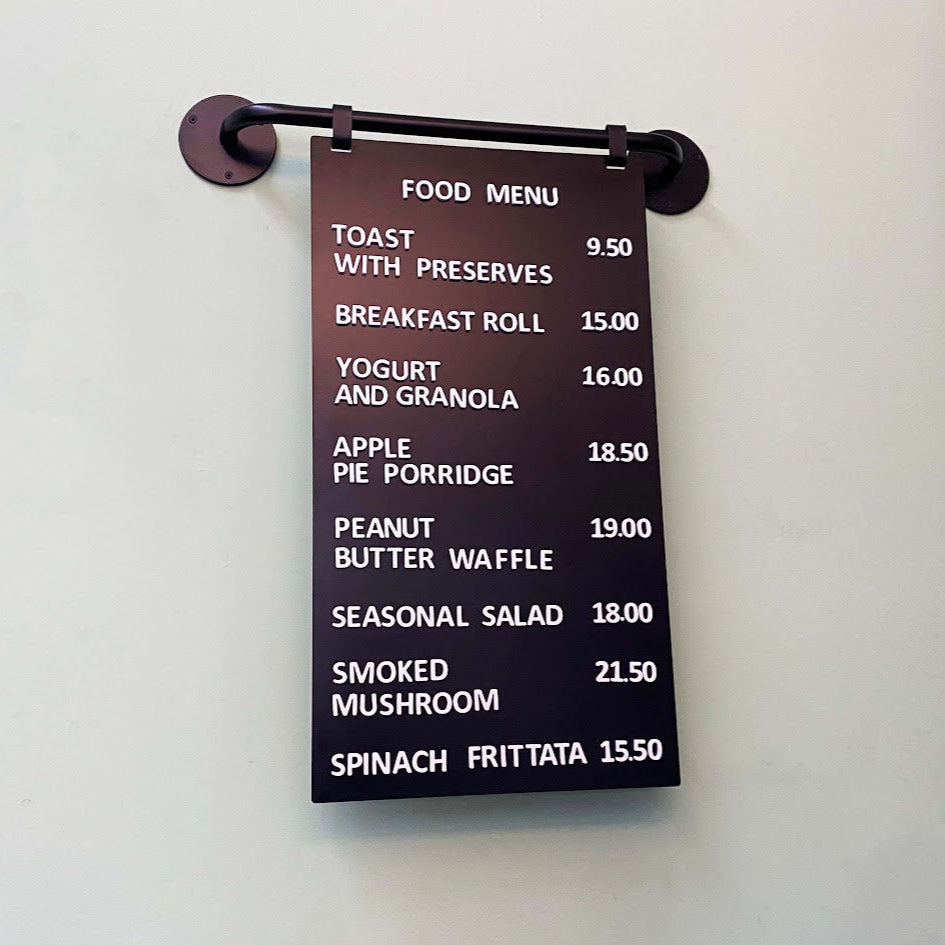 FOOD MENU
TOAST 9.50
WITH PRESERVES
BREAKFAST ROLL 15.00
YOGURT 16.00
AND GRANOLA
APPLE 18.50
PIE PORRIDGE
PEANUT 19.00
BUTTER WAFFLE
SEASONAL SALAD 18.00
SMOKED 21.50
MUSHROOM
SPINACH FRITTATA 15.50